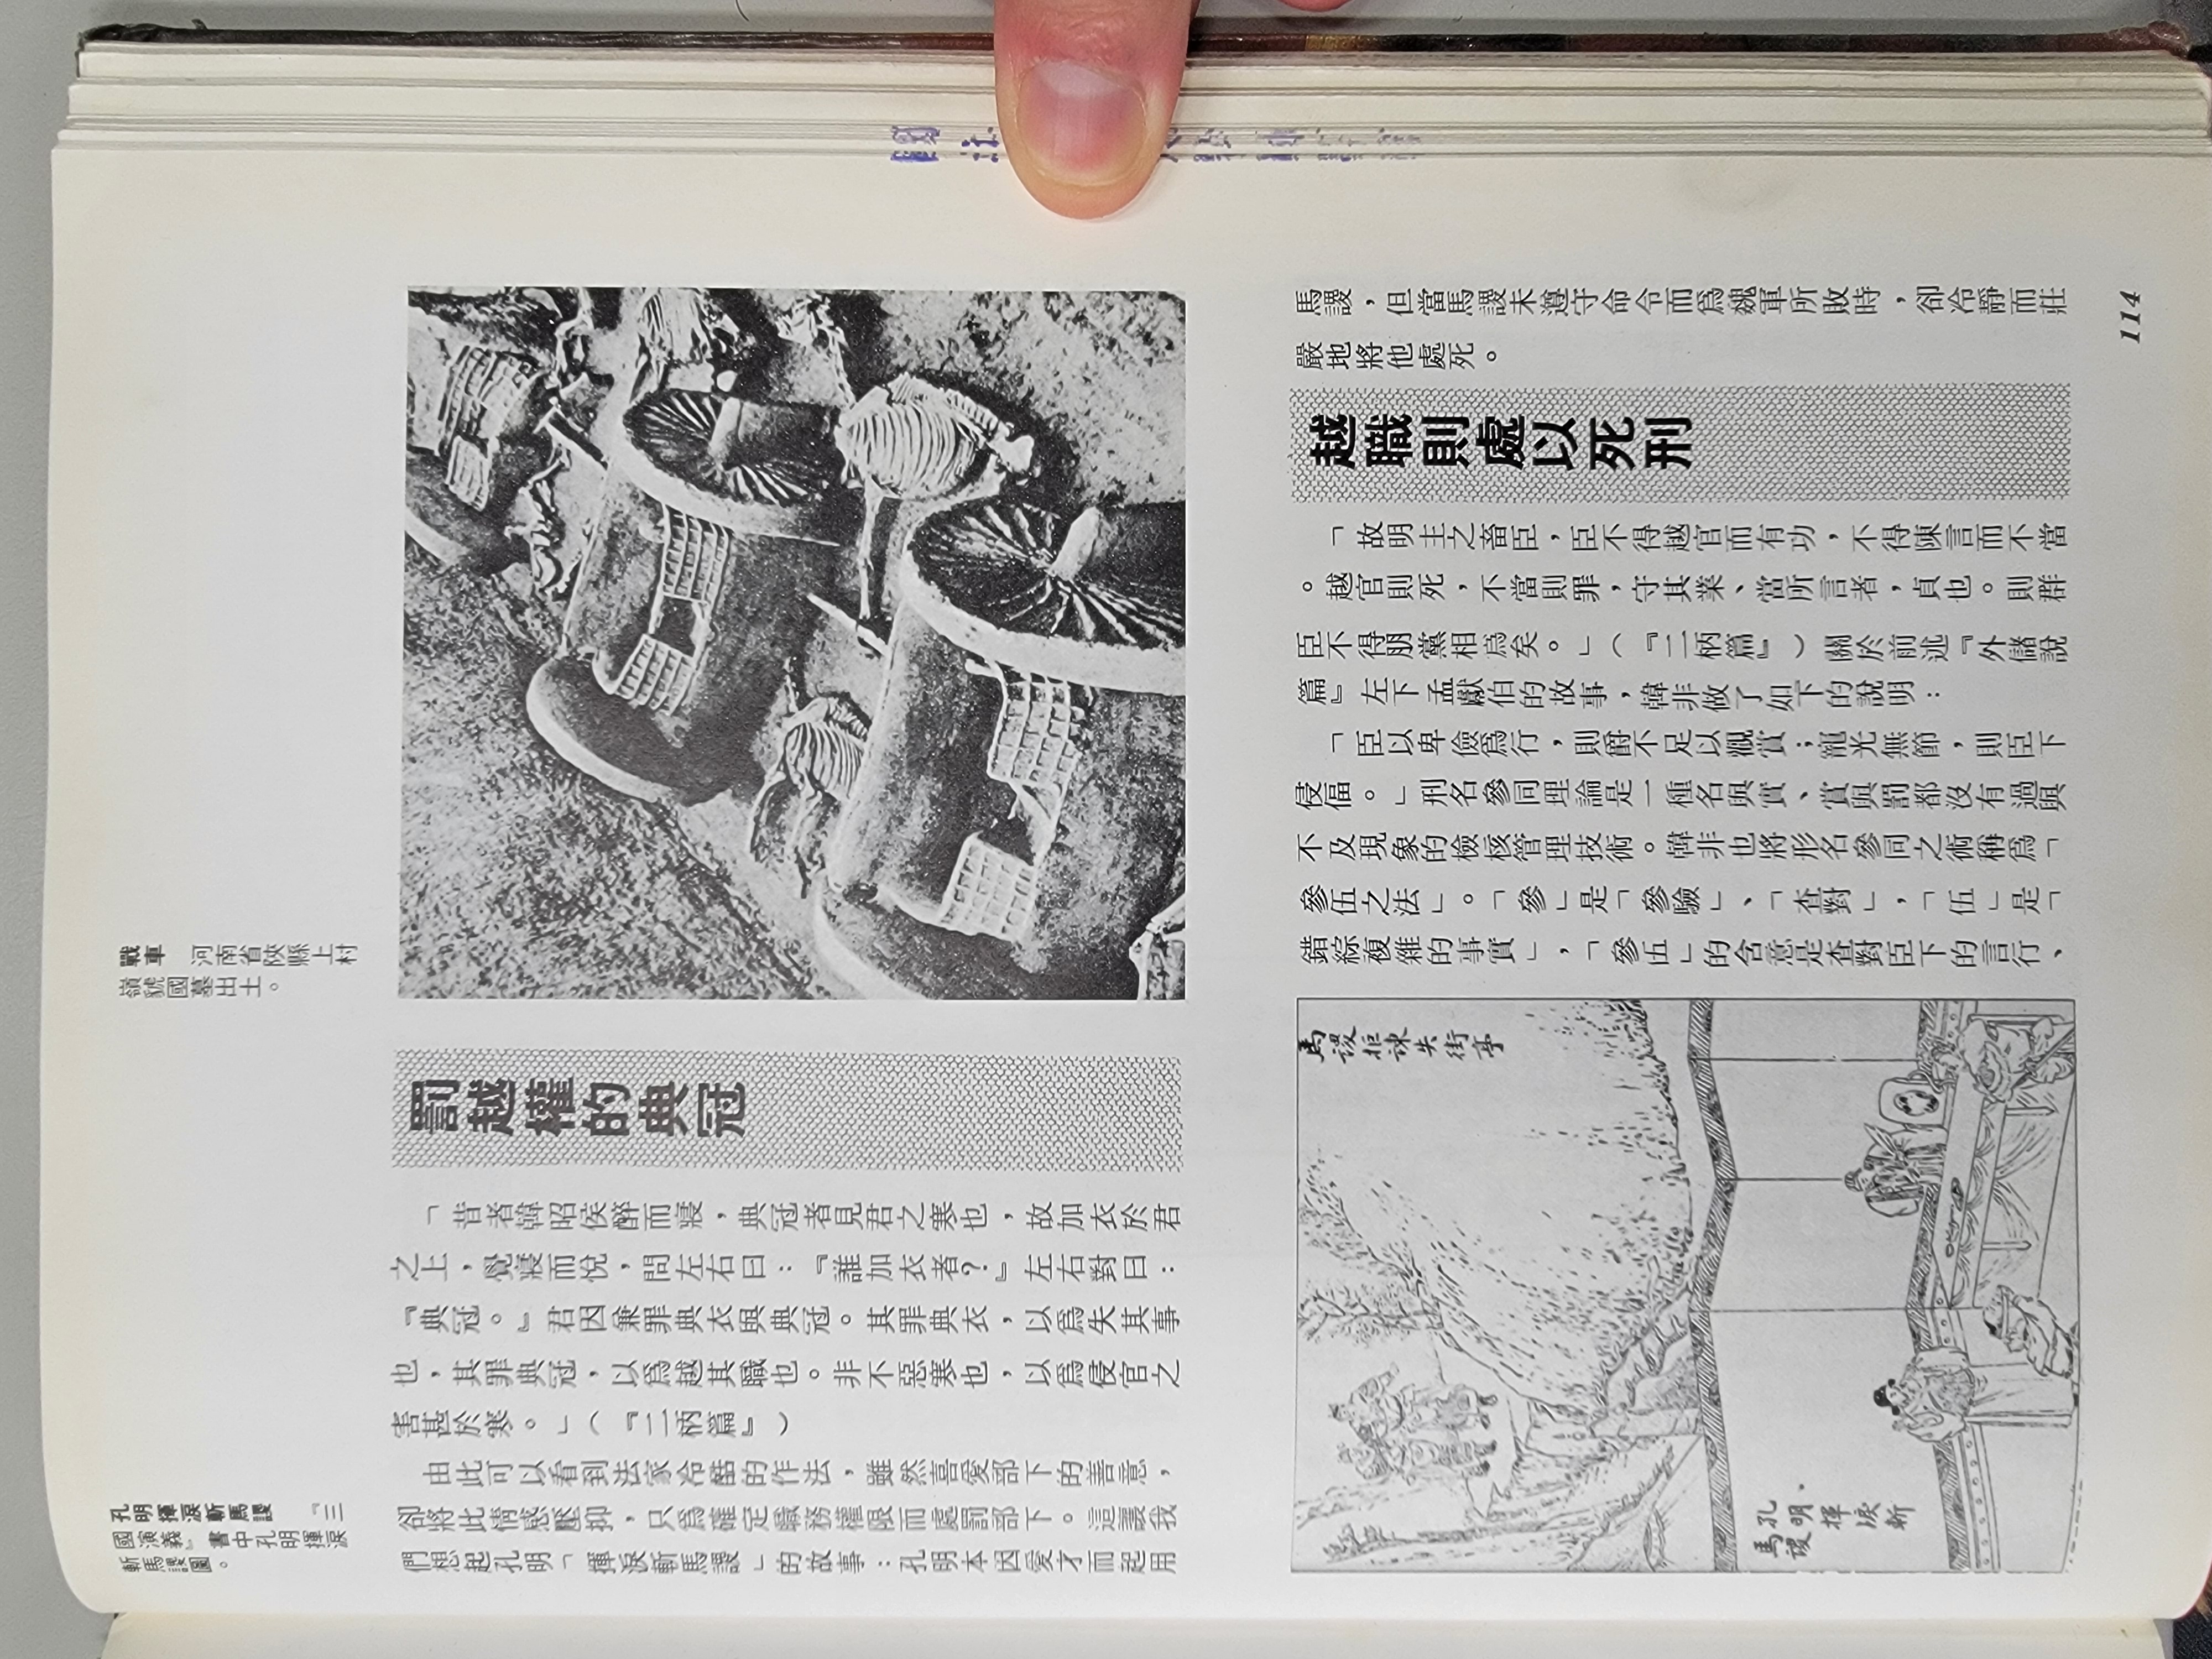 戰車　河南省陝縣上村
嶺虢國墓出土。
孔明揮淚斬馬謖　『三
國演義』書中孔明揮淚
斬馬謖圖。
罰越權的典冠
「昔者韓昭侯醉而寢，典冠者見君之寒也，故加衣於君
之上，覺寢而悅，問左右曰：『誰加衣者？』左右對曰：
『典冠。』君因兼罪典衣與典冠。其罪典衣，以為失其事
也，其罪典冠，以為越其職也。非不惡寒也，以為侵官之
害甚於寒。」（『二柄篇』）
由此可以看到法家冷酷的作法，雖然喜愛部下的善意，
卻將此情感壓抑，只為確定職務權限而處罰部下。這讓我
們想起孔明「揮淚斬馬謖」的故事：孔明本因愛才而起用
馬謖，但當馬謖未遵守命令而為魏軍所敗時，卻冷靜而莊
嚴地將他處死。
越職則處以死刑
「故明主之畜臣，臣不得越官而有功，不得陳言而不當
。越官則死，不當則罪，守其業、當所言者，貞也。則群
臣不得朋黨相為矣。」（『二柄篇』）關於前述『外儲說
篇』左下孟獻伯的故事，韓非做了如下的說明：
「臣以卑儉為行，則爵不足以觀賞；寵光無節，則臣下
侵偪。」刑名參同理論是一種名與實、賞與罰都沒有過與
不及現象的檢核管理技術。韓非也將形名參同之術稱為「
參伍之法」。「參」是「參驗」、「查對」，「伍」是「
錯綜複雜的事實」，「參伍」的含意是查對臣下的言行、
馬謖拒諫失街亭
孔明揮淚斬
馬謖
114